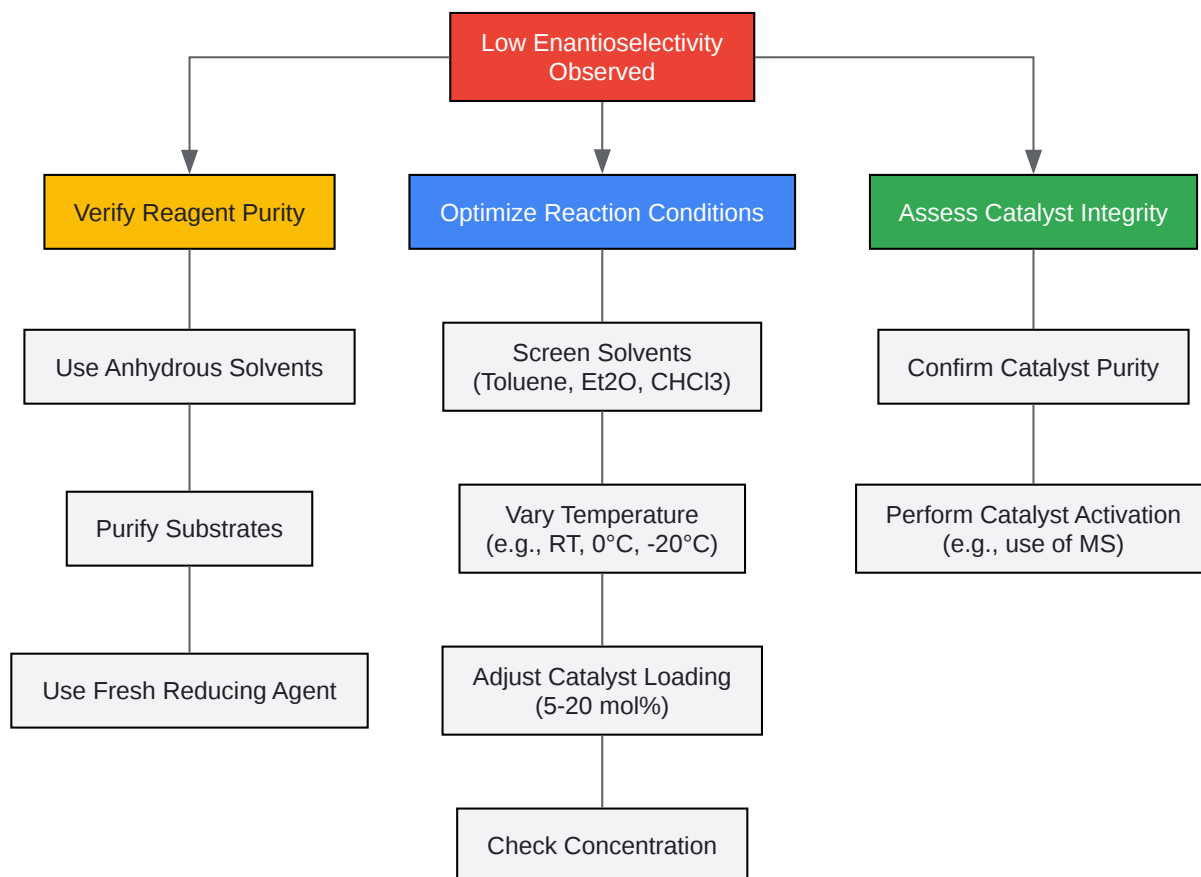 Low Enantioselectivity
Observed
Verify Reagent Purity
Optimize Reaction Conditions
Assess Catalyst Integrity
Use Anhydrous Solvents
Screen Solvents
(Toluene, Et2O, CHCl3)
Confirm Catalyst Purity
Purify Substrates
Vary Temperature
(e.g., RT, 0°C, -20°C)
Perform Catalyst Activation
(e.g., use of MS)
Use Fresh Reducing Agent
Adjust Catalyst Loading
(5-20 mol%)
Check Concentration